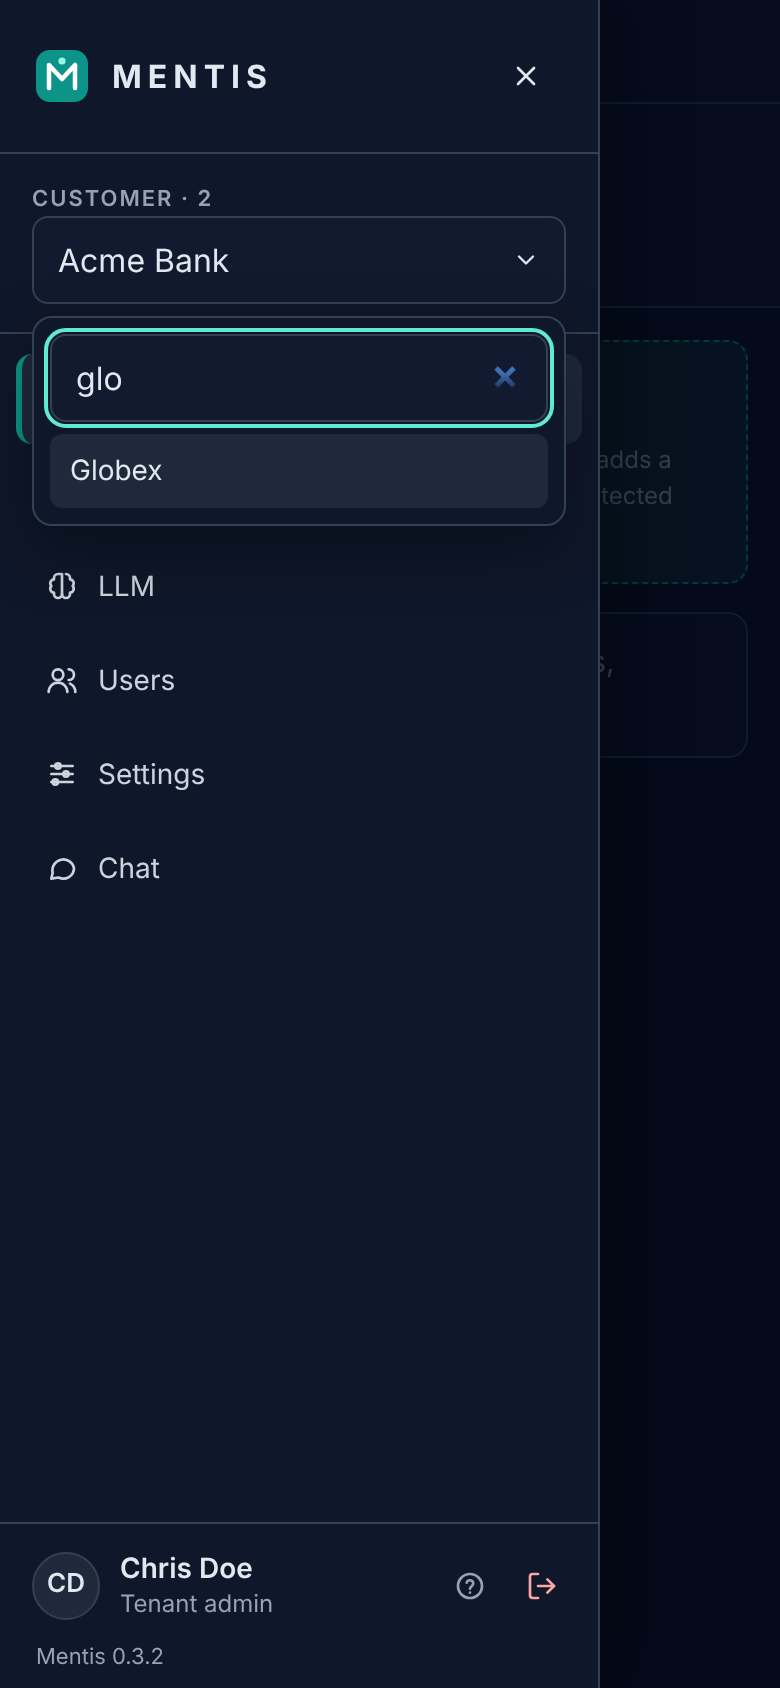 MENTIS
CUSTOMER · 2
Acme Bank
glo
Globex
adds a
tected
LLM
s,
Users
Settings
Chat
CD
Chris Doe
Tenant admin
Mentis 0.3.2